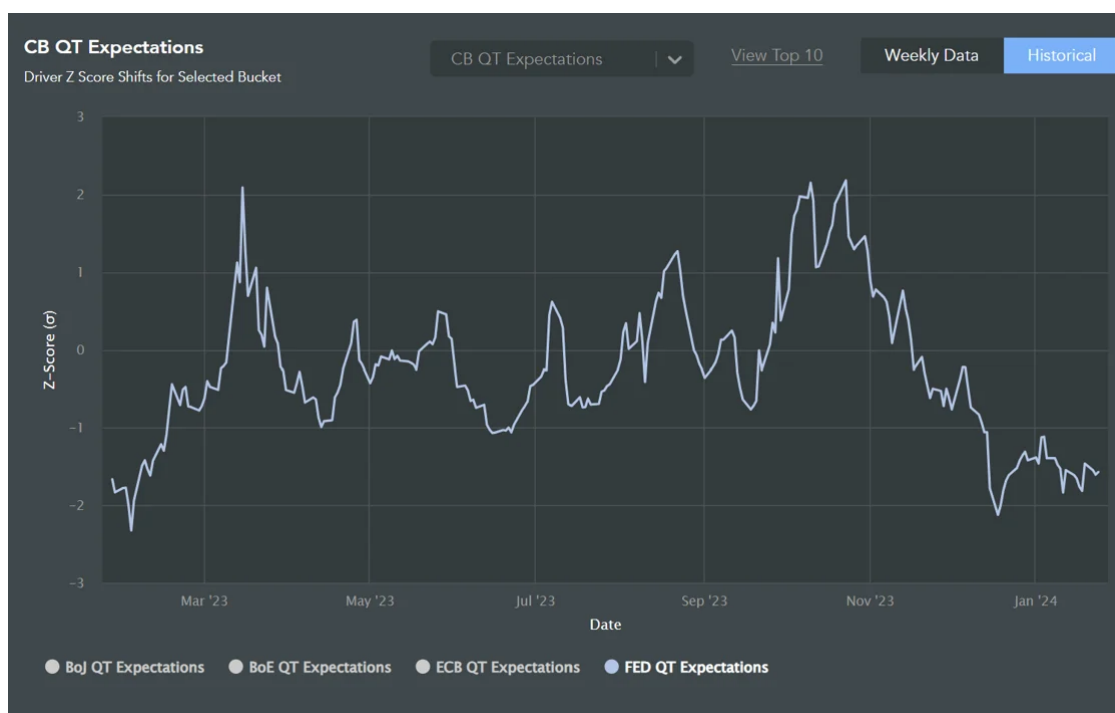 CB QT Expectations
Driver Z Score Shifts for Selected Bucket
CB QT Expectations
View Top 10
Weekly Data
Historical
3
2
1
0
-1
-2
-3
Z-Score (σ)
Mar '23
May '23
Jul '23
Sep '23
Nov '23
Jan '24
Date
BoJ QT Expectations
BoE QT Expectations
ECB QT Expectations
FED QT Expectations